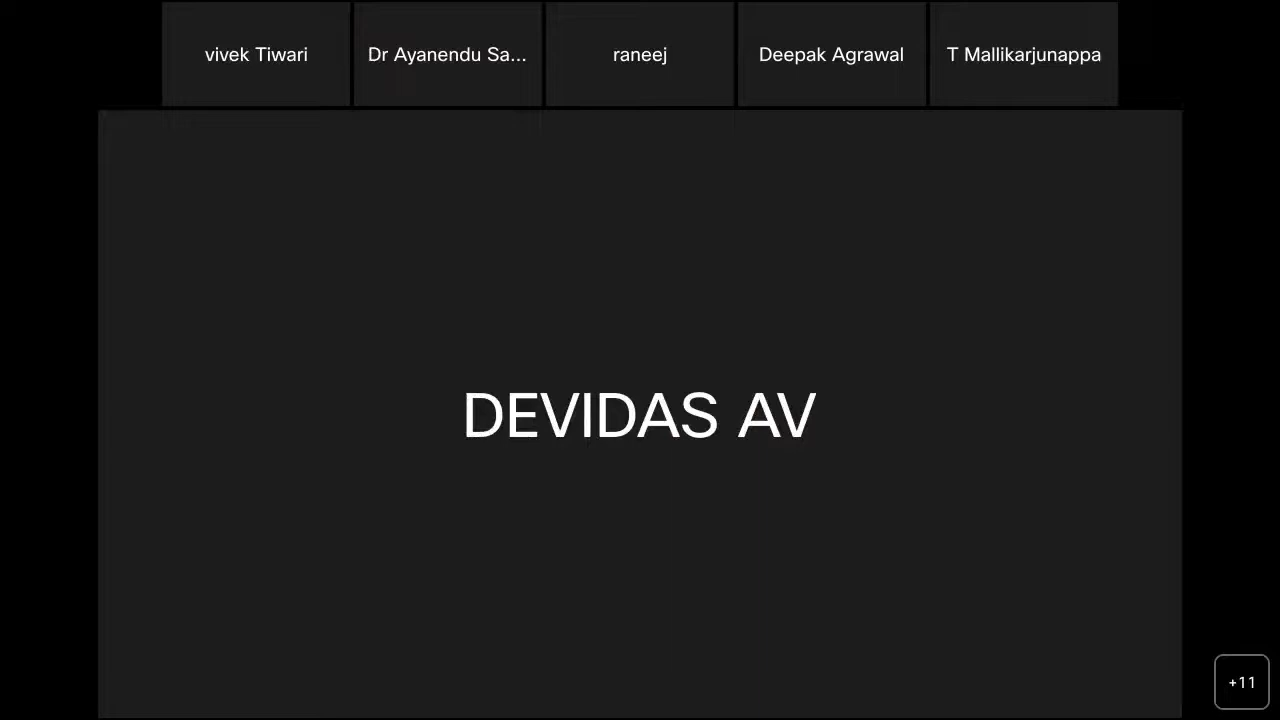 vivek Tiwari
Dr Ayanendu Sa...
raneej
Deepak Agrawal
T Mallikarjunappa
DEVIDAS AV
+11